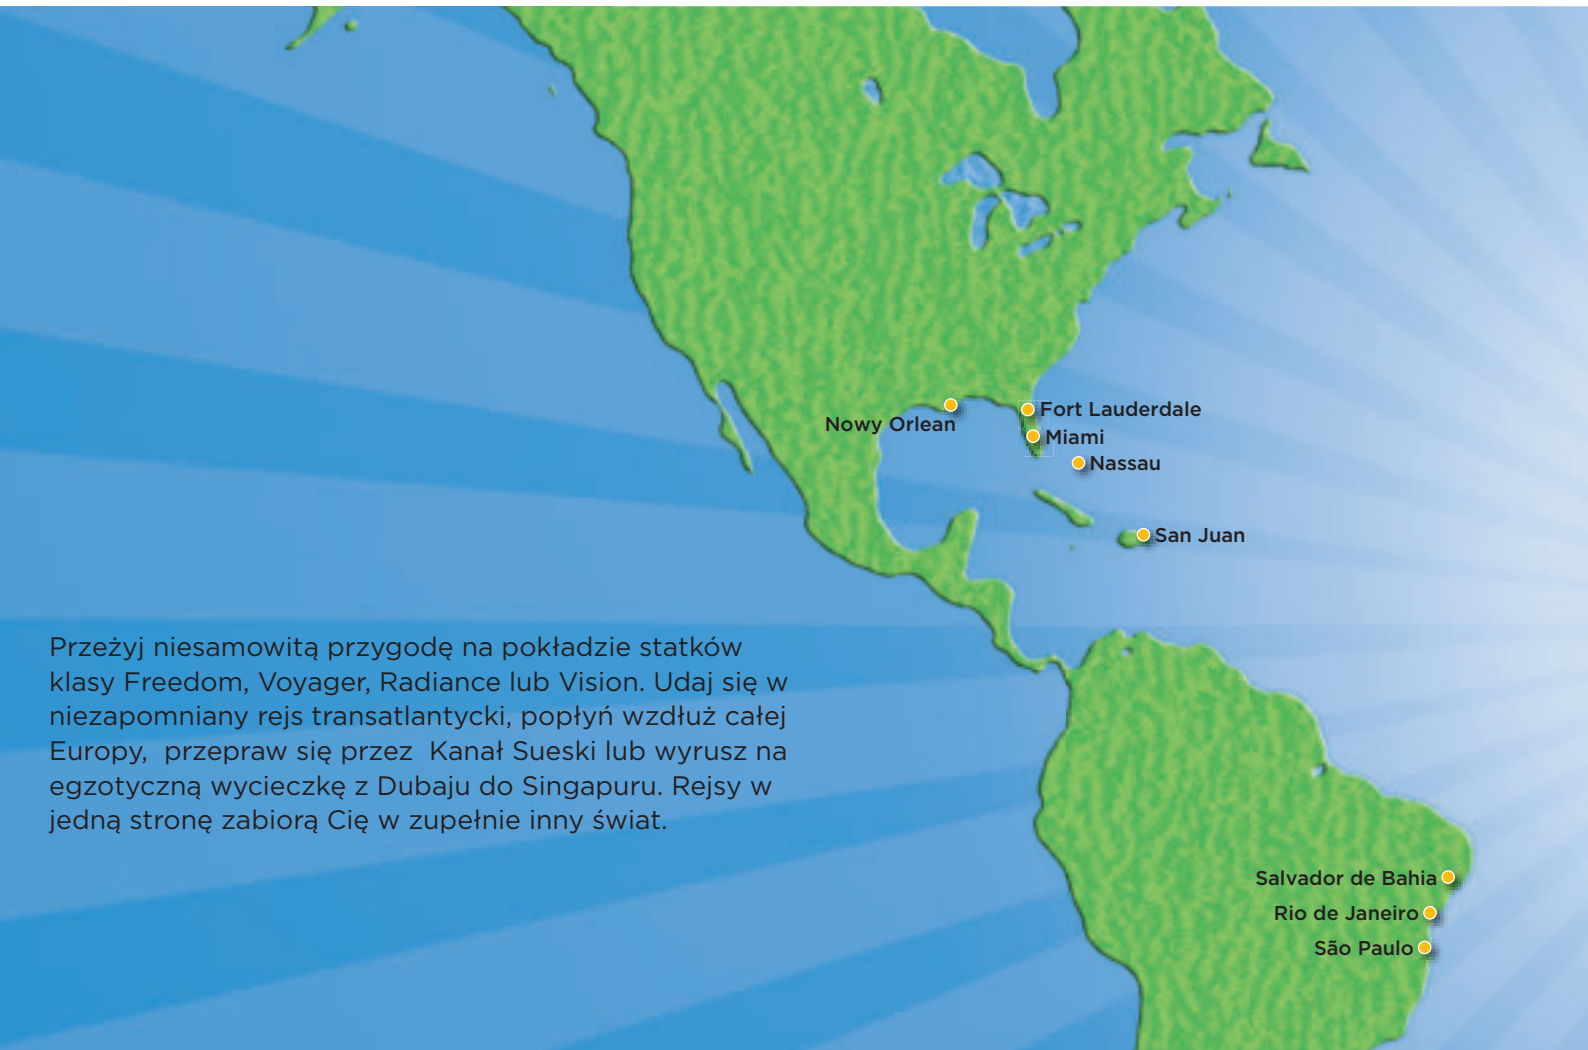 Nowy Orlean
Fort Lauderdale
Miami
Nassau
San Juan
Przeżyj niesamowitą przygodę na pokładzie statków
klasy Freedom, Voyager, Radiance lub Vision. Udaj się w
niezapomniany rejs transatlantycki, popłyń wzdłuż całej
Europy, przepraw się przez Kanał Sueski lub wyrusz na
egzotyczną wycieczkę z Dubaju do Singapuru. Rejsy w
jedną stronę zabiorą Cię w zupełnie inny świat.
Salvador de Bahia
Rio de Janeiro
São Paulo